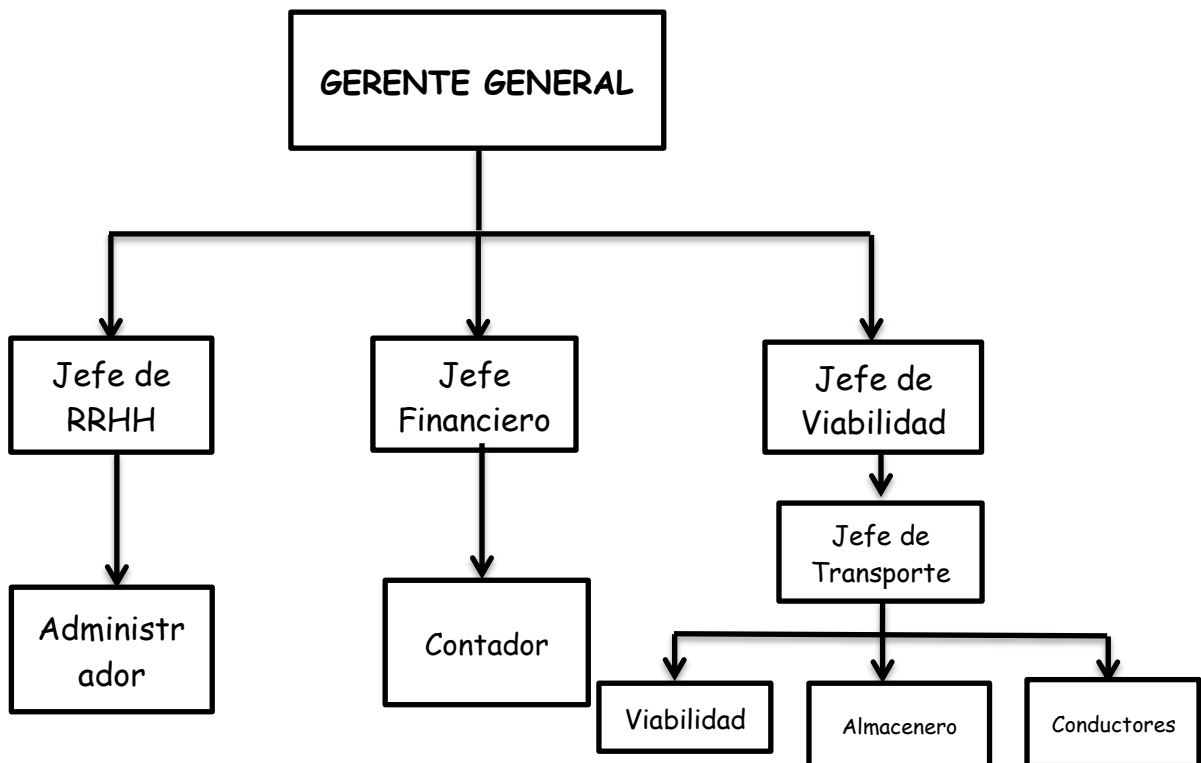 GERENTE GENERAL
Jefe de
RRHH
Jefe
Financiero
Jefe de
Viabilidad
Jefe de
Transporte
Administr
ador
Contador
Viabilidad
Almacenero
Conductores